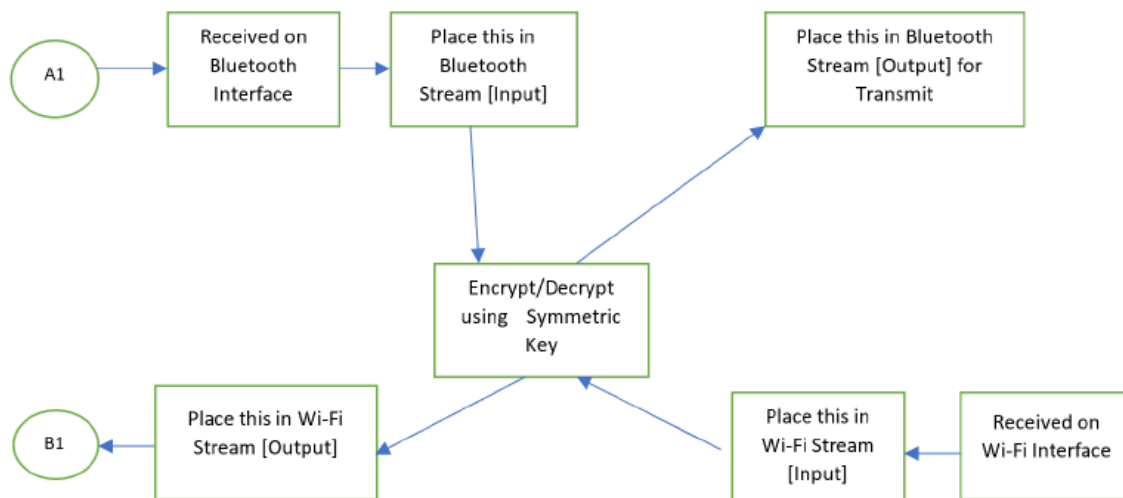 A1
Received on
Bluetooth
Interface
Place this in
Bluetooth
Stream [Input]
Place this in Bluetooth
Stream [Output] for
Transmit
Encrypt/Decrypt
using Symmetric
Key
B1
Place this in Wi-Fi
Stream [Output]
Place this in
Wi-Fi Stream
[Input]
Received on
Wi-Fi Interface